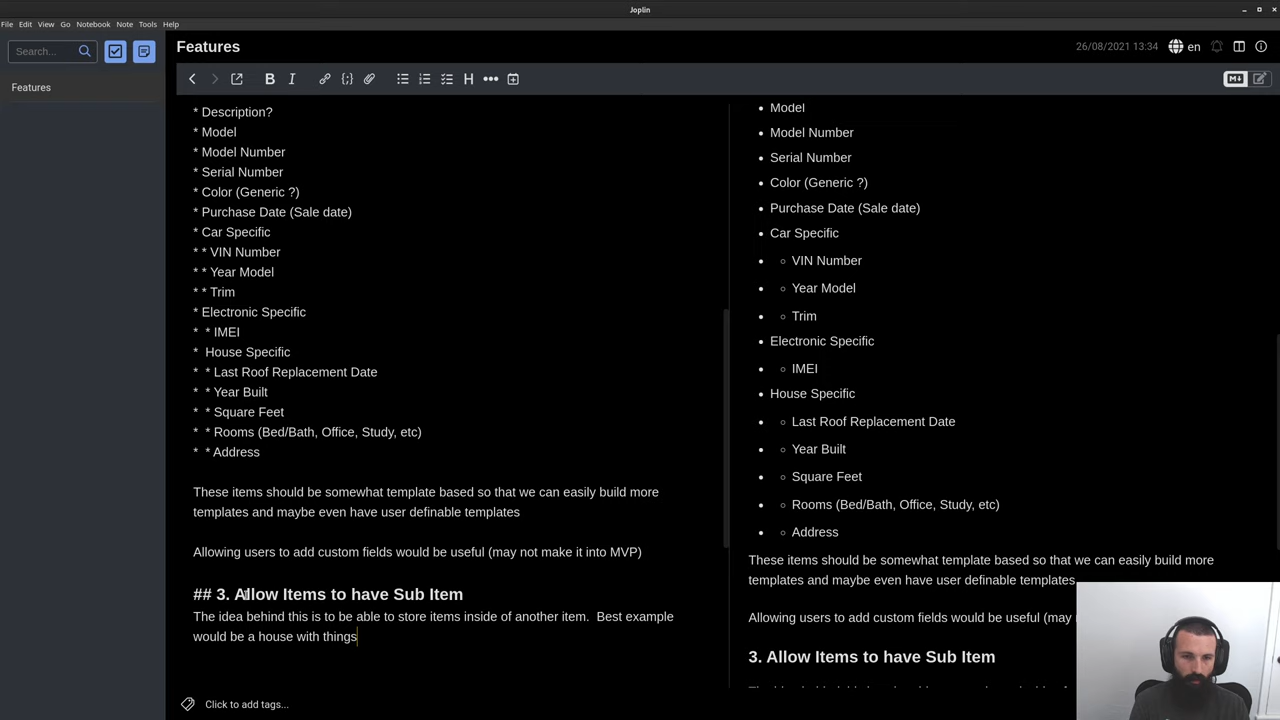 Joplin
File Edit View Go Notebook Note Tools Help
Search...
Features
Features
26/08/2021 13:34
en
B I H
M
Click to add tags...
* Description?
* Model
* Model Number
* Serial Number
* Color (Generic ?)
* Purchase Date (Sale date)
* Car Specific
* * VIN Number
* * Year Model
* * Trim
* Electronic Specific
*  * IMEI
*  House Specific
*  * Last Roof Replacement Date
*  * Year Built
*  * Square Feet
*  * Rooms (Bed/Bath, Office, Study, etc)
*  * Address
These items should be somewhat template based so that we can easily build more
templates and maybe even have user definable templates
Allowing users to add custom fields would be useful (may not make it into MVP)
## 3. Allow Items to have Sub Item
The idea behind this is to be able to store items inside of another item.  Best example
would be a house with things
• Model
• Model Number
• Serial Number
• Color (Generic ?)
• Purchase Date (Sale date)
• Car Specific
• ◦ VIN Number
• ◦ Year Model
• ◦ Trim
• Electronic Specific
• ◦ IMEI
• House Specific
• ◦ Last Roof Replacement Date
• ◦ Year Built
• ◦ Square Feet
• ◦ Rooms (Bed/Bath, Office, Study, etc)
• ◦ Address
These items should be somewhat template based so that we can easily build more
templates and maybe even have user definable templates
Allowing users to add custom fields would be useful (may
3. Allow Items to have Sub Item